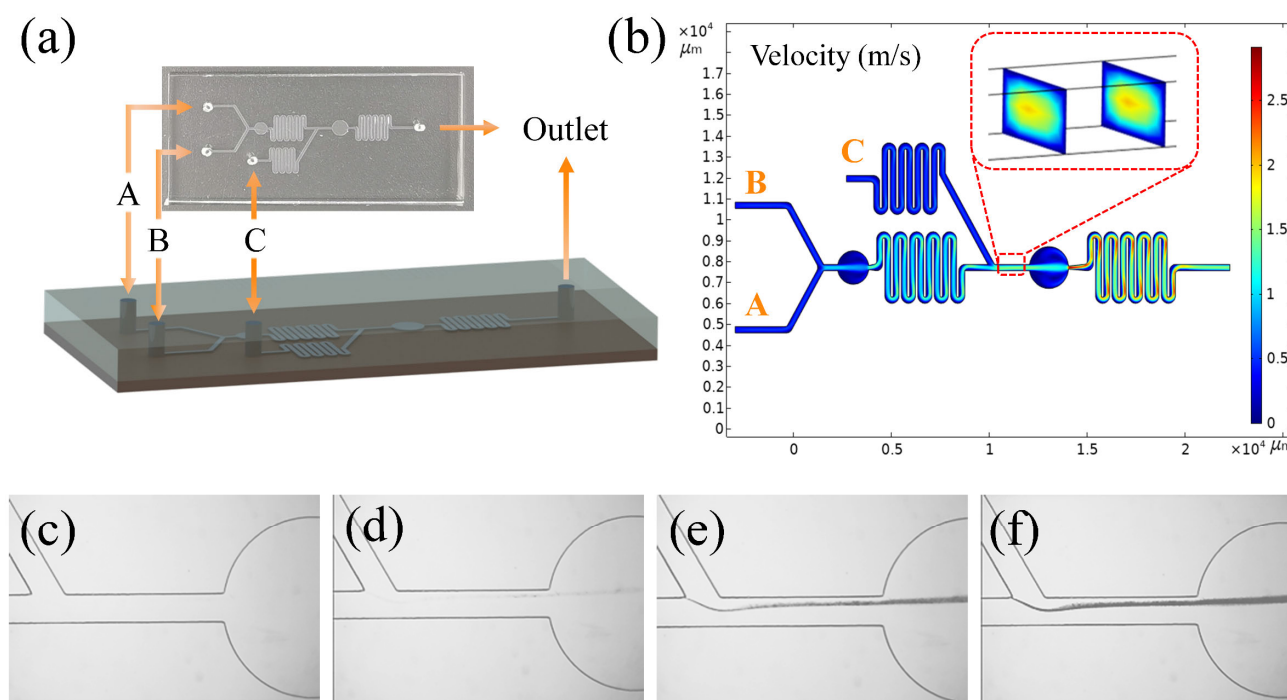 (a)
A
B
C
Outlet
(b)
×10⁴
μm
Velocity (m/s)
1.7
1.6
1.5
1.4
1.3
1.2
1.1
1
0.9
0.8
0.7
0.6
0.5
0.4
0.3
0.2
0.1
0
C
B
A
0
0.5
1
1.5
2
×10⁴ μm
2.5
2
1.5
1
0.5
0
(c)
(d)
(e)
(f)